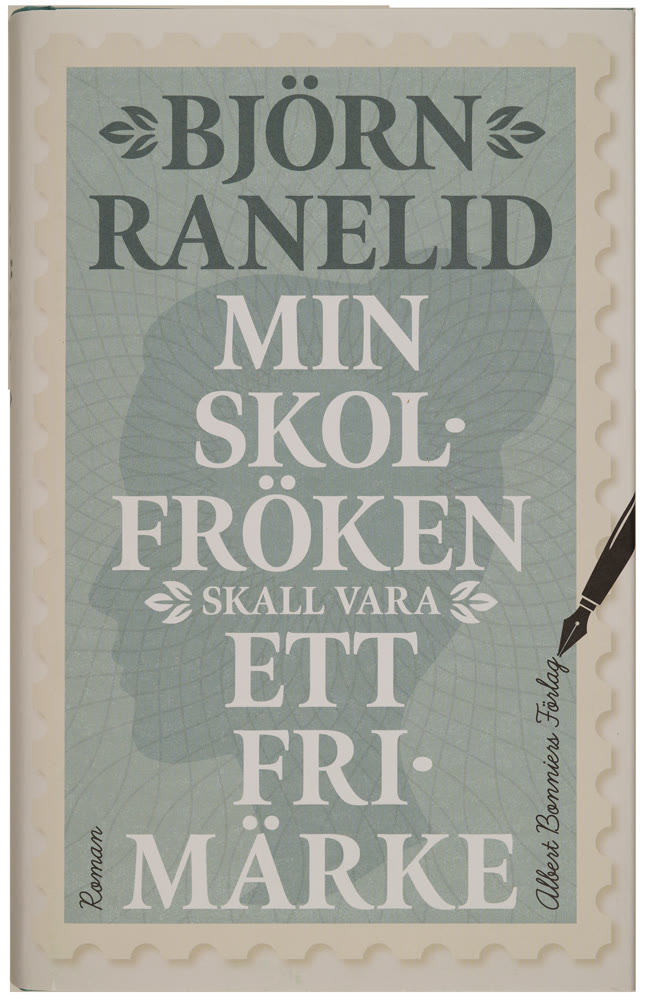 BJÖRN
RANELID
MIN
SKOL·
FRÖKEN
SKALL VARA
ETT
FRI·
MÄRKE
Roman
Albert Bonniers Förlag